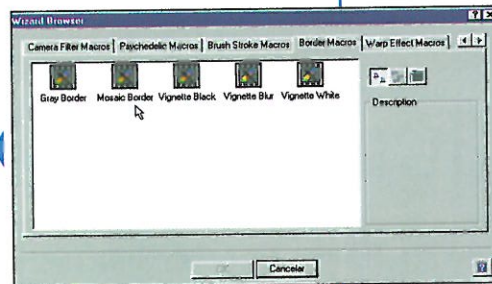 Wizard Browser
Camera Filter Macros Psychedelic Macros Brush Stroke Macros Border Macros Warp Effect Macros
Gray Border Mosaic Border Vignette Black Vignette Blur Vignette White
Description
OK Cancelar